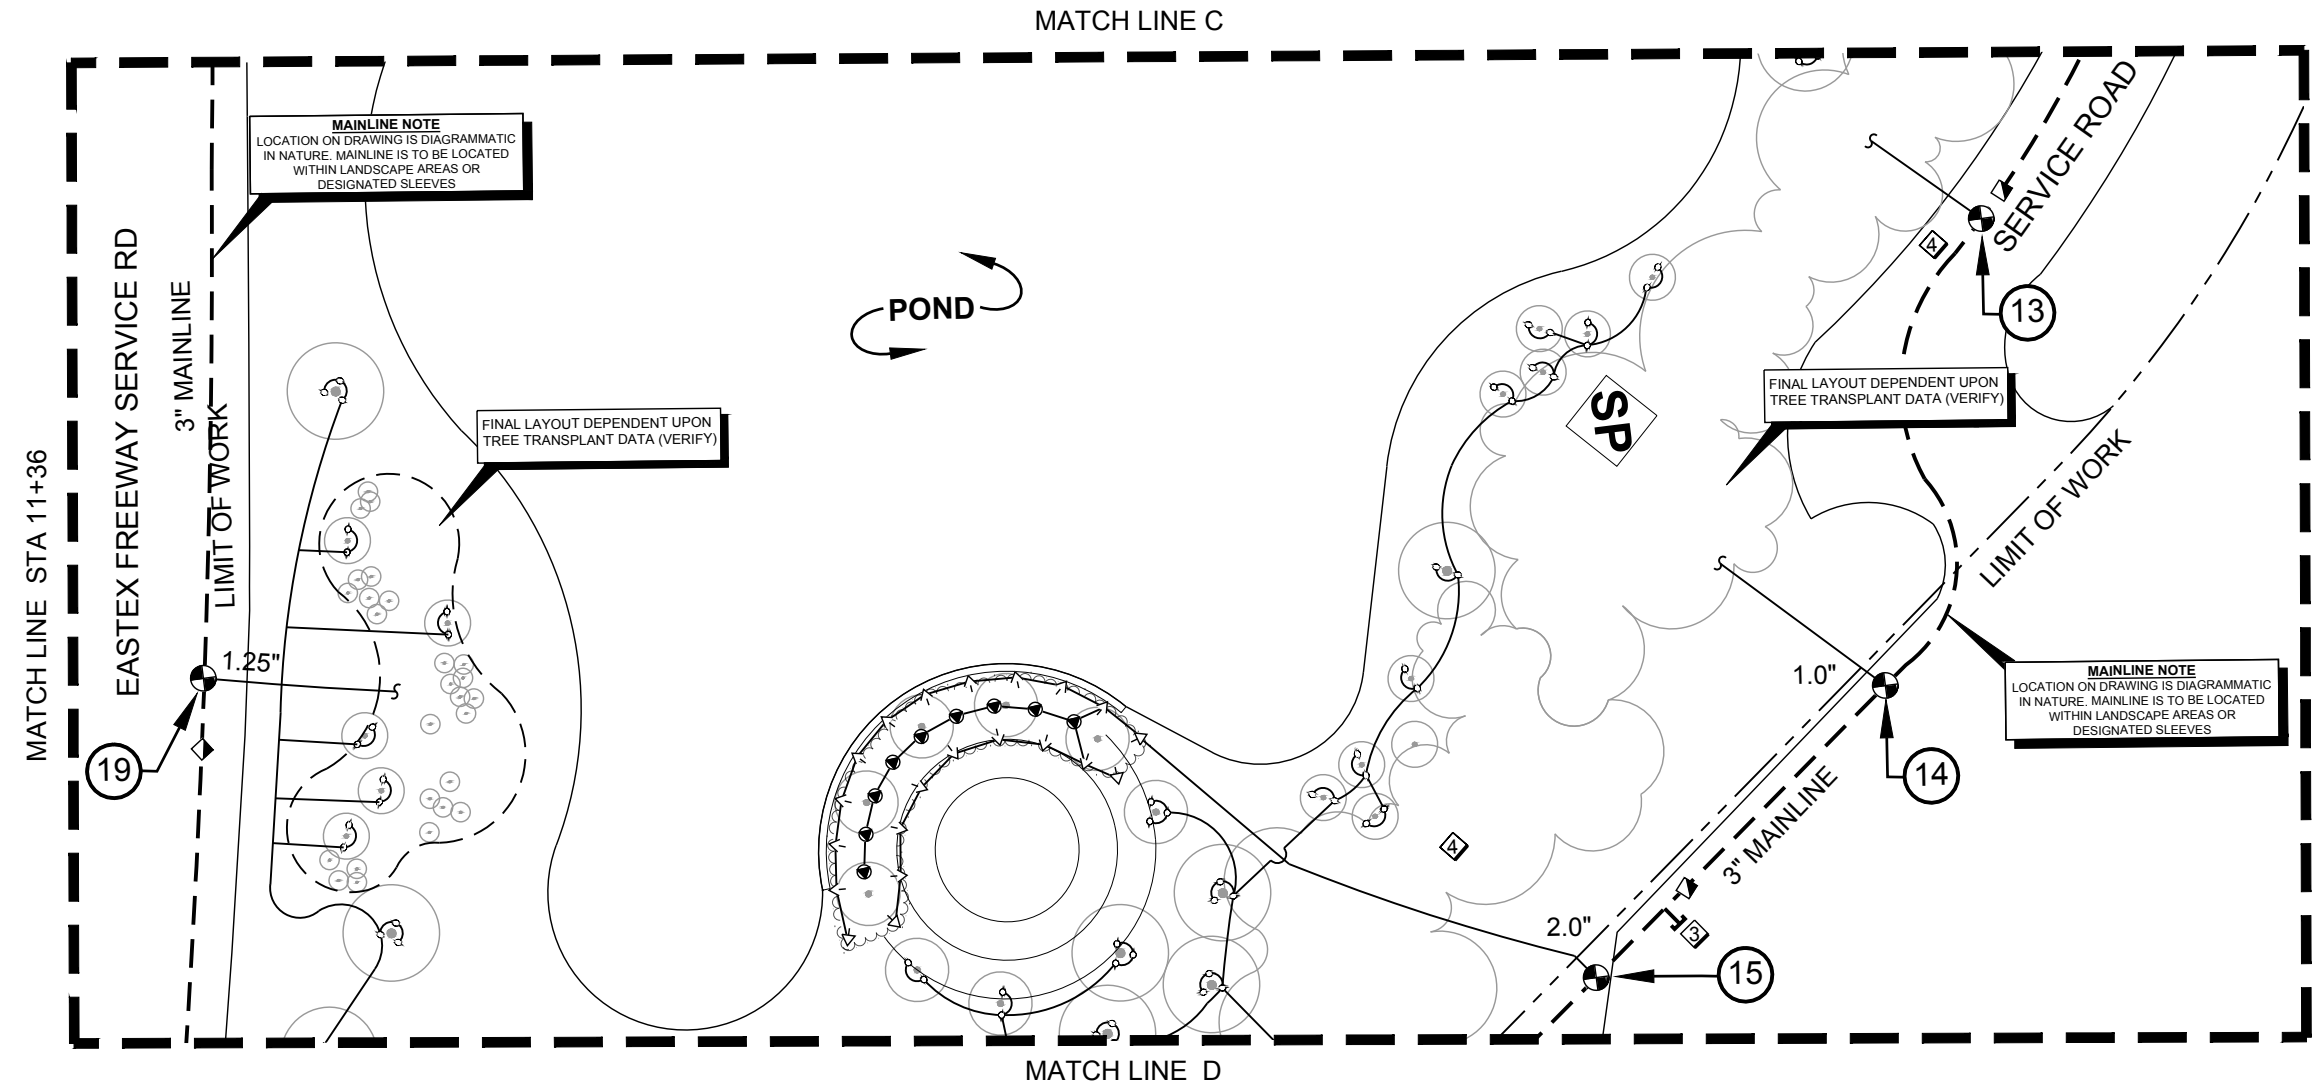 MATCH LINE C
MAINLINE NOTE
LOCATION ON DRAWING IS DIAGRAMMATIC
IN NATURE. MAINLINE IS TO BE LOCATED
WITHIN LANDSCAPE AREAS OR
DESIGNATED SLEEVES
SERVICE ROAD
4
13
EASTEX FREEWAY SERVICE RD
3" MAINLINE
LIMIT OF WORK
MATCH LINE  STA 11+36
POND
FINAL LAYOUT DEPENDENT UPON
TREE TRANSPLANT DATA (VERIFY)
SP
FINAL LAYOUT DEPENDENT UPON
TREE TRANSPLANT DATA (VERIFY)
LIMIT OF WORK
1.25"
19
1.0"
MAINLINE NOTE
LOCATION ON DRAWING IS DIAGRAMMATIC
IN NATURE. MAINLINE IS TO BE LOCATED
WITHIN LANDSCAPE AREAS OR
DESIGNATED SLEEVES
14
3" MAINLINE
4
2.0"
3
15
MATCH LINE  D